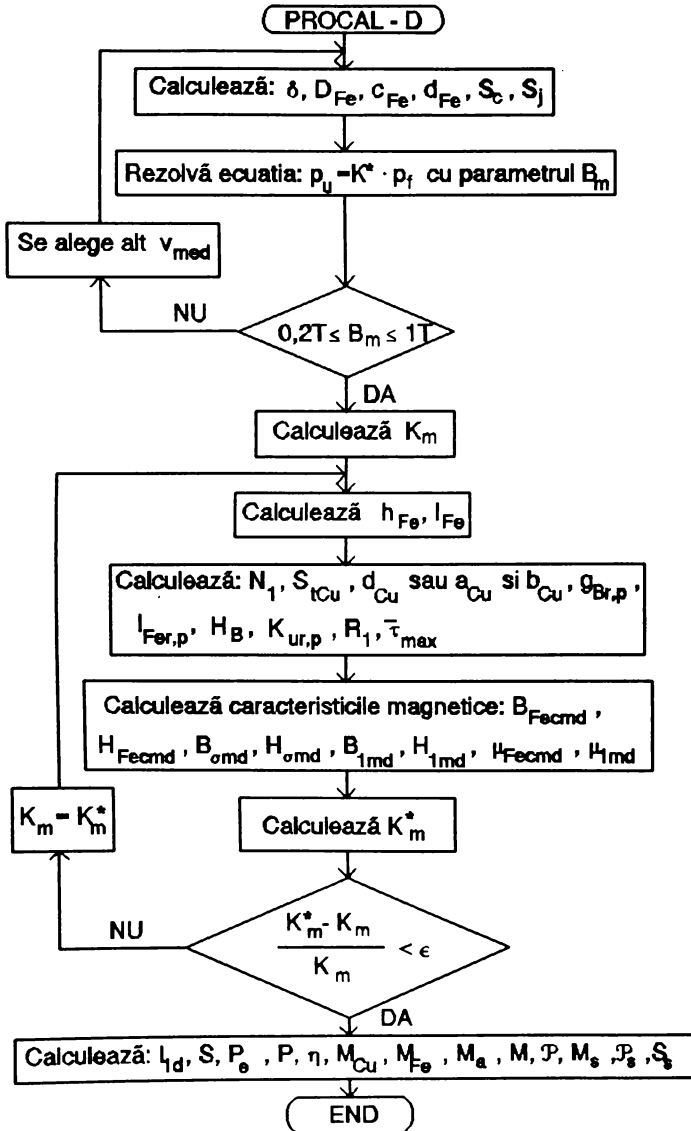 PROCAL - D
Calculează: δ, D_Fe, c_Fe, d_Fe, S_c, S_j
Rezolvă ecuatia: p_u = K* · p_f cu parametrul B_m
Se alege alt v_med
NU
0,2T ≤ B_m ≤ 1T
DA
Calculează K_m
Calculează h_Fe, l_Fe
Calculează: N_1, S_tCu, d_Cu sau a_Cu si b_Cu, g_Br,p,
l_Fer,p, H_B, K_ur,p, R_1, τ̄_max
Calculează caracteristicile magnetice: B_Fecmd,
H_Fecmd, B_σmd, H_σmd, B_1md, H_1md, μ_Fecmd, μ_1md
K_m = K*_m
Calculează K*_m
NU
K*_m - K_m
< ε
K_m
DA
Calculează: I_1d, S, P_e, P, η, M_Cu, M_Fe, M_a, M, 𝒫, M_s, 𝒫_s, S_s
END